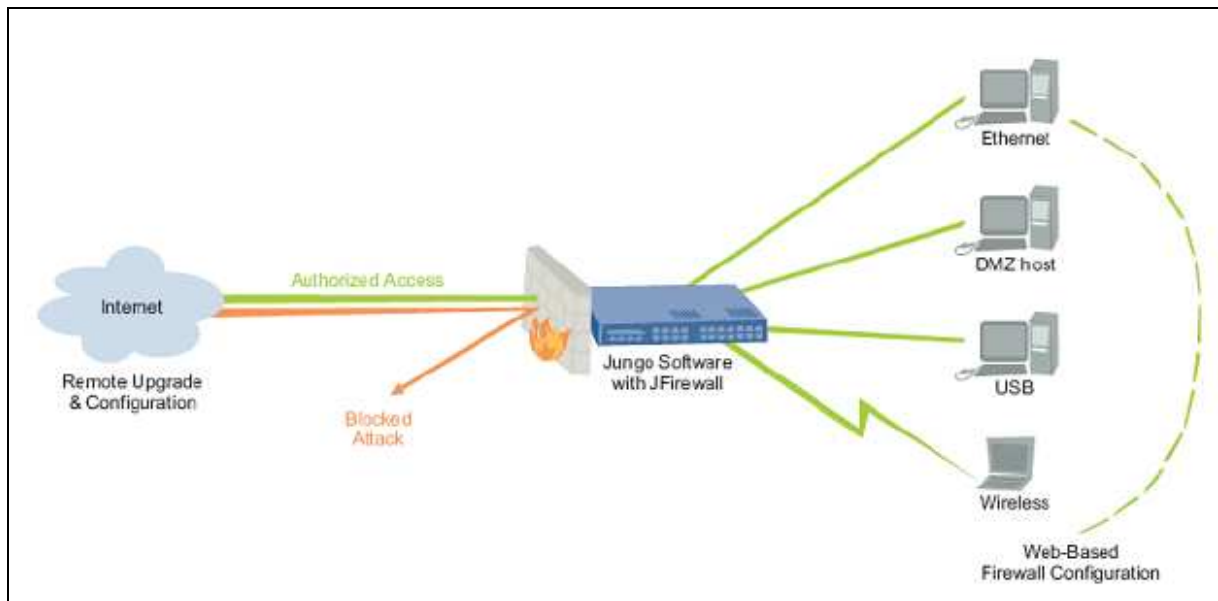 Internet
Remote Upgrade
& Configuration
Authorized Access
Blocked
Attack
Jungo Software
with JFirewall
Ethernet
DMZ host
USB
Wireless
Web-Based
Firewall Configuration